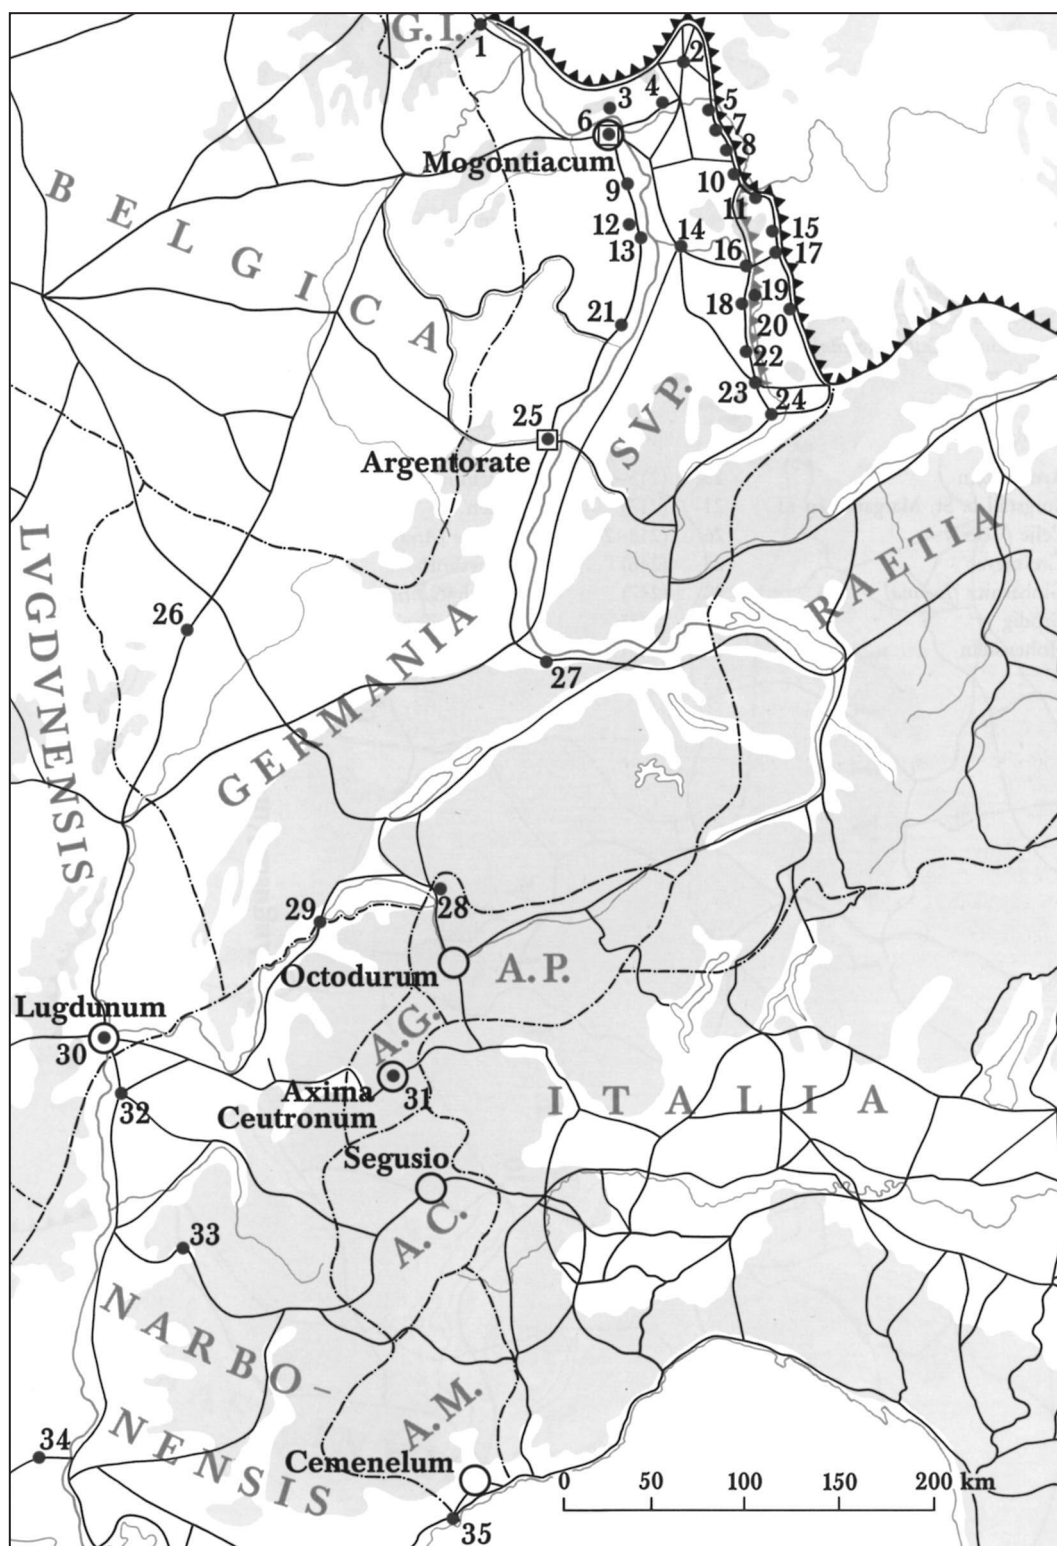 G. I.
1
2
3
4
5
6
7
8
Mogontiacum
9
10
11
12
13
14
15
16
17
18
19
20
21
22
23
24
BELGICA
SVP.
25
Argentorate
RAETIA
LVGDVNENSIS
26
GERMANIA
27
28
29
Octodurum
A.P.
Lugdunum
30
A.G.
Axima
Ceutronum
31
ITALIA
32
Segusio
A.C.
33
NARBO-
NENSIS
A.M.
34
Cemenelum
0 50 100 150 200 km
35